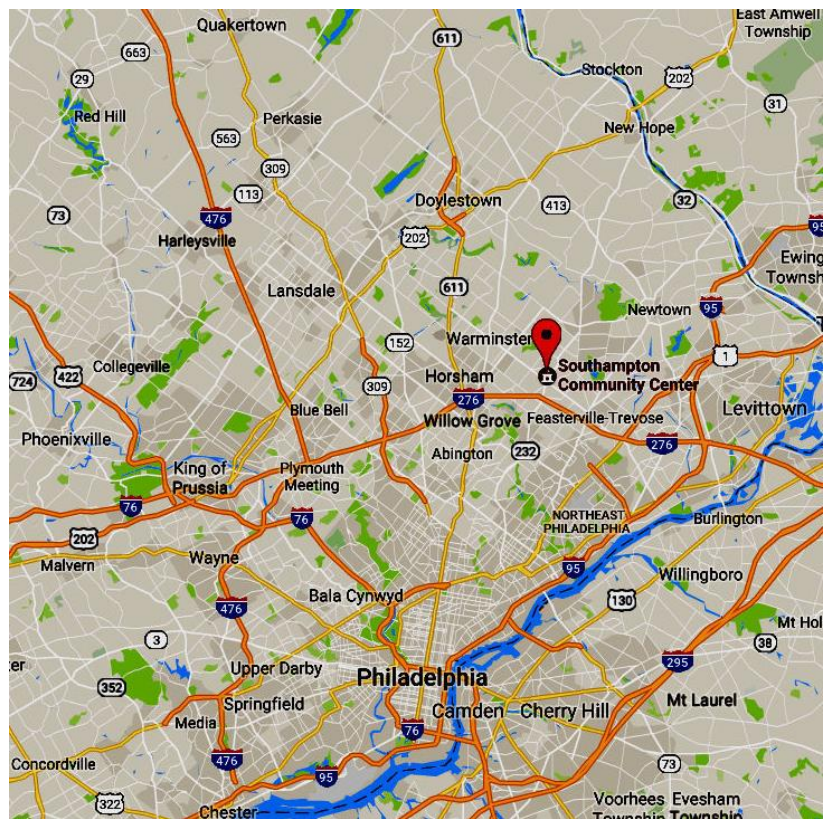 East Amwell
Township
Quakertown
611
663
Stockton
202
29
31
Red Hill
Perkasie
New Hope
563
309
113
Doylestown
413
32
73
476
202
95
Harleysville
Ewing
Township
611
Lansdale
Newtown
95
152
Warminster
1
Collegeville
Southampton
Community Center
724
422
Horsham
309
276
Levittown
Blue Bell
Willow Grove
Feasterville-Trevose
Phoenixville
276
Abington
232
King of
Prussia
Plymouth
Meeting
76
76
NORTHEAST
PHILADELPHIA
Burlington
202
Malvern
Wayne
95
Willingboro
Bala Cynwyd
476
130
Mt Hol
3
38
Upper Darby
295
352
Philadelphia
Springfield
Mt Laurel
Media
Camden
Cherry Hill
76
476
Concordville
95
73
322
Chester
Voorhees
Township
Evesham
Township